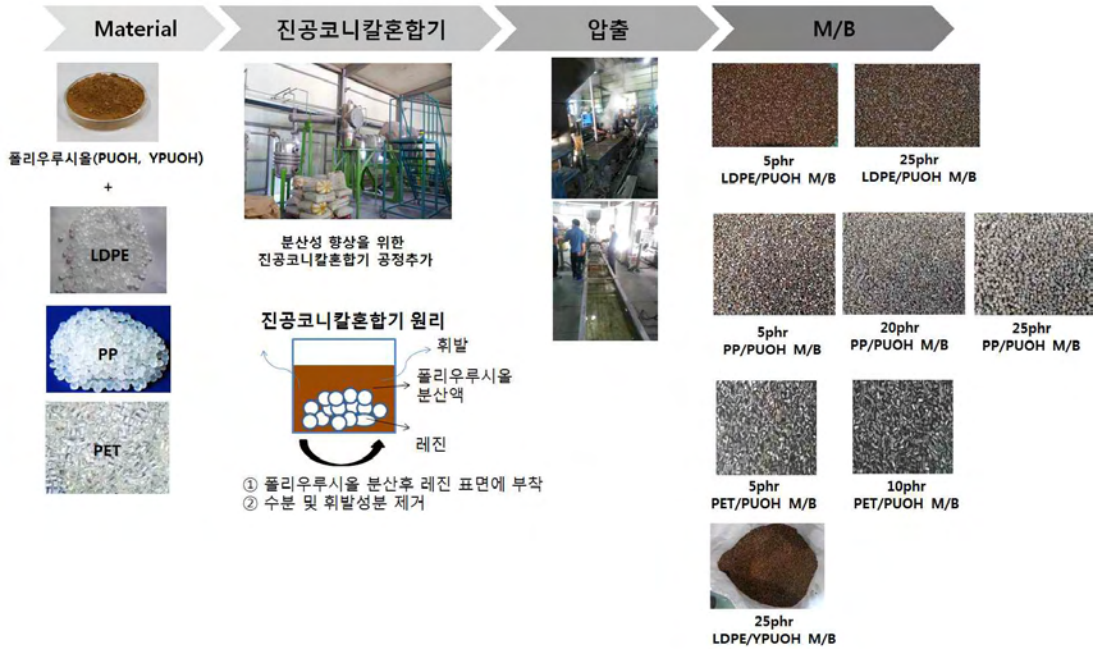 Material
진공코니칼혼합기
압출
M/B
폴리우루시올(PUOH, YPUOH)
+
LDPE
PP
PET
분산성 향상을 위한
진공코니칼혼합기 공정추가
진공코니칼혼합기 원리
휘발
폴리우루시올
분산액
레진
① 폴리우루시올 분산후 레진 표면에 부착
② 수분 및 휘발성분 제거
5phr
LDPE/PUOH M/B
25phr
LDPE/PUOH M/B
5phr
PP/PUOH M/B
20phr
PP/PUOH M/B
25phr
PP/PUOH M/B
5phr
PET/PUOH M/B
10phr
PET/PUOH M/B
25phr
LDPE/YPUOH M/B